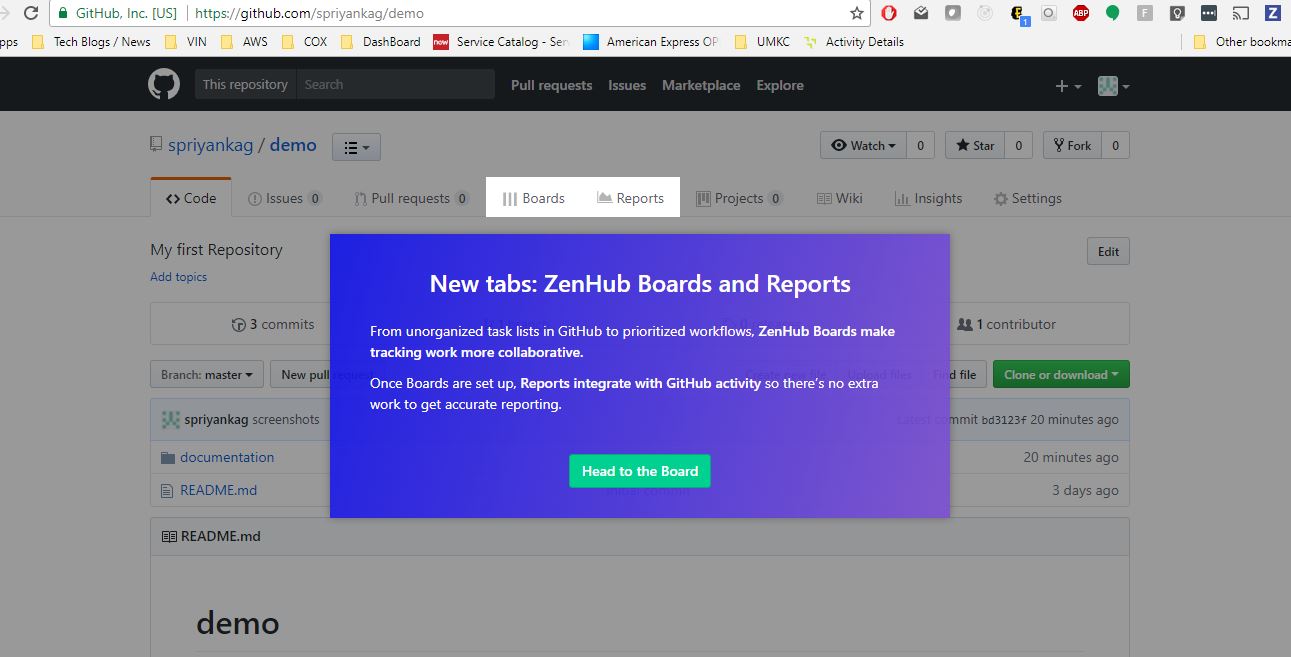 GitHub, Inc. [US] https://github.com/spriyankag/demo
ABP F 1 Z
pps Tech Blogs / News VIN AWS COX DashBoard now Service Catalog - Ser American Express OP UMKC Activity Details Other bookma
This repository Search Pull requests Issues Marketplace Explore
spriyankag / demo
Watch 0 Star 0 Fork 0
Code Issues 0 Pull requests 0 Boards Reports Projects 0 Wiki Insights Settings
My first Repository Edit
Add topics
New tabs: ZenHub Boards and Reports
From unorganized task lists in GitHub to prioritized workflows, ZenHub Boards make
tracking work more collaborative.
Once Boards are set up, Reports integrate with GitHub activity so there's no extra
work to get accurate reporting.
Head to the Board
3 commits 1 contributor
Branch: master New pull request Create new file Upload files Find file Clone or download
spriyankag screenshots Latest commit bd3123f 20 minutes ago
documentation 20 minutes ago
README.md Initial commit 3 days ago
README.md
demo